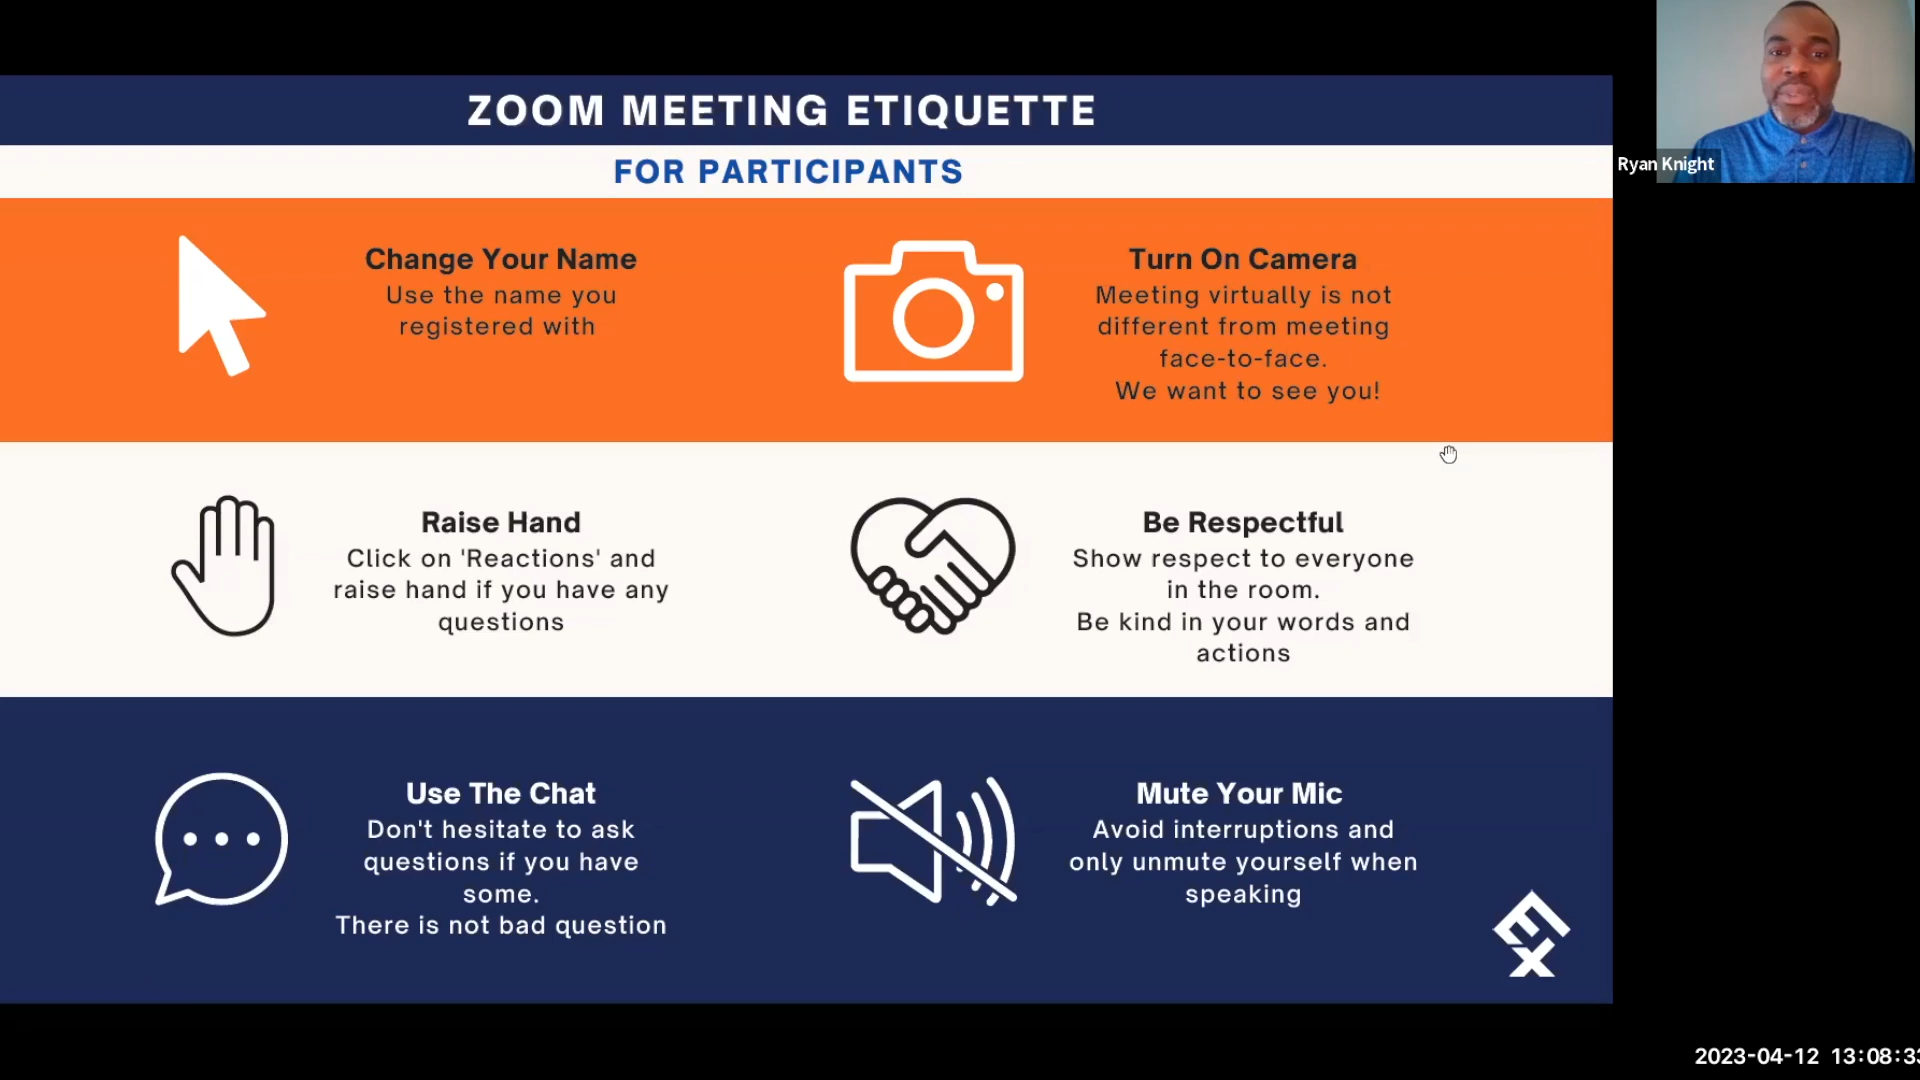 ZOOM MEETING ETIQUETTE
FOR PARTICIPANTS
Change Your Name
Use the name you
registered with
Turn On Camera
Meeting virtually is not
different from meeting
face-to-face.
We want to see you!
Raise Hand
Click on 'Reactions' and
raise hand if you have any
questions
Be Respectful
Show respect to everyone
in the room.
Be kind in your words and
actions
Use The Chat
Don't hesitate to ask
questions if you have
some.
There is not bad question
Mute Your Mic
Avoid interruptions and
only unmute yourself when
speaking
EX
Ryan Knight
2023-04-12 13:08:33